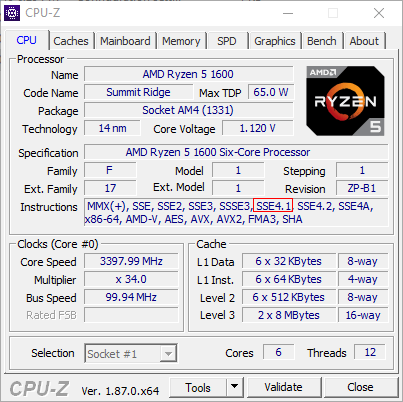 CPU-Z
CPU Caches Mainboard Memory SPD Graphics Bench About
Processor
Name AMD Ryzen 5 1600
Code Name Summit Ridge Max TDP 65.0 W
Package Socket AM4 (1331)
Technology 14 nm Core Voltage 1.120 V
AMD
RYZEN
5
Specification AMD Ryzen 5 1600 Six-Core Processor
Family F Model 1 Stepping 1
Ext. Family 17 Ext. Model 1 Revision ZP-B1
Instructions MMX(+), SSE, SSE2, SSE3, SSSE3, SSE4.1, SSE4.2, SSE4A,
x86-64, AMD-V, AES, AVX, AVX2, FMA3, SHA
Clocks (Core #0)
Core Speed 3397.99 MHz
Multiplier x 34.0
Bus Speed 99.94 MHz
Rated FSB
Cache
L1 Data 6 x 32 KBytes 8-way
L1 Inst. 6 x 64 KBytes 4-way
Level 2 6 x 512 KBytes 8-way
Level 3 2 x 8 MBytes 16-way
Selection Socket #1 Cores 6 Threads 12
CPU-Z Ver. 1.87.0.x64 Tools Validate Close